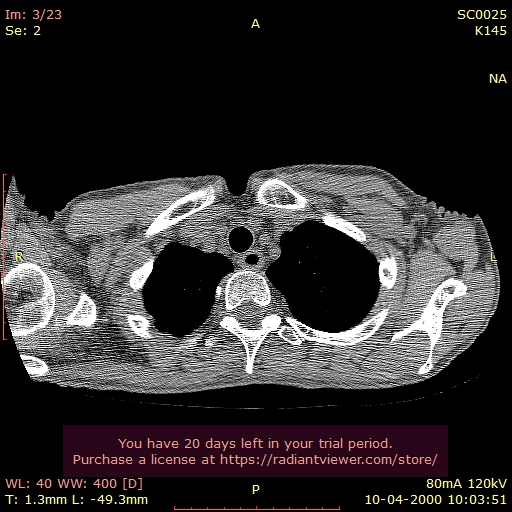 Im: 3/23
Se: 2
A
SC0025
K145
NA
R
L
You have 20 days left in your trial period.
Purchase a license at https://radiantviewer.com/store/
WL: 40 WW: 400 [D]
T: 1.3mm L: -49.3mm
P
80mA 120kV
10-04-2000 10:03:51